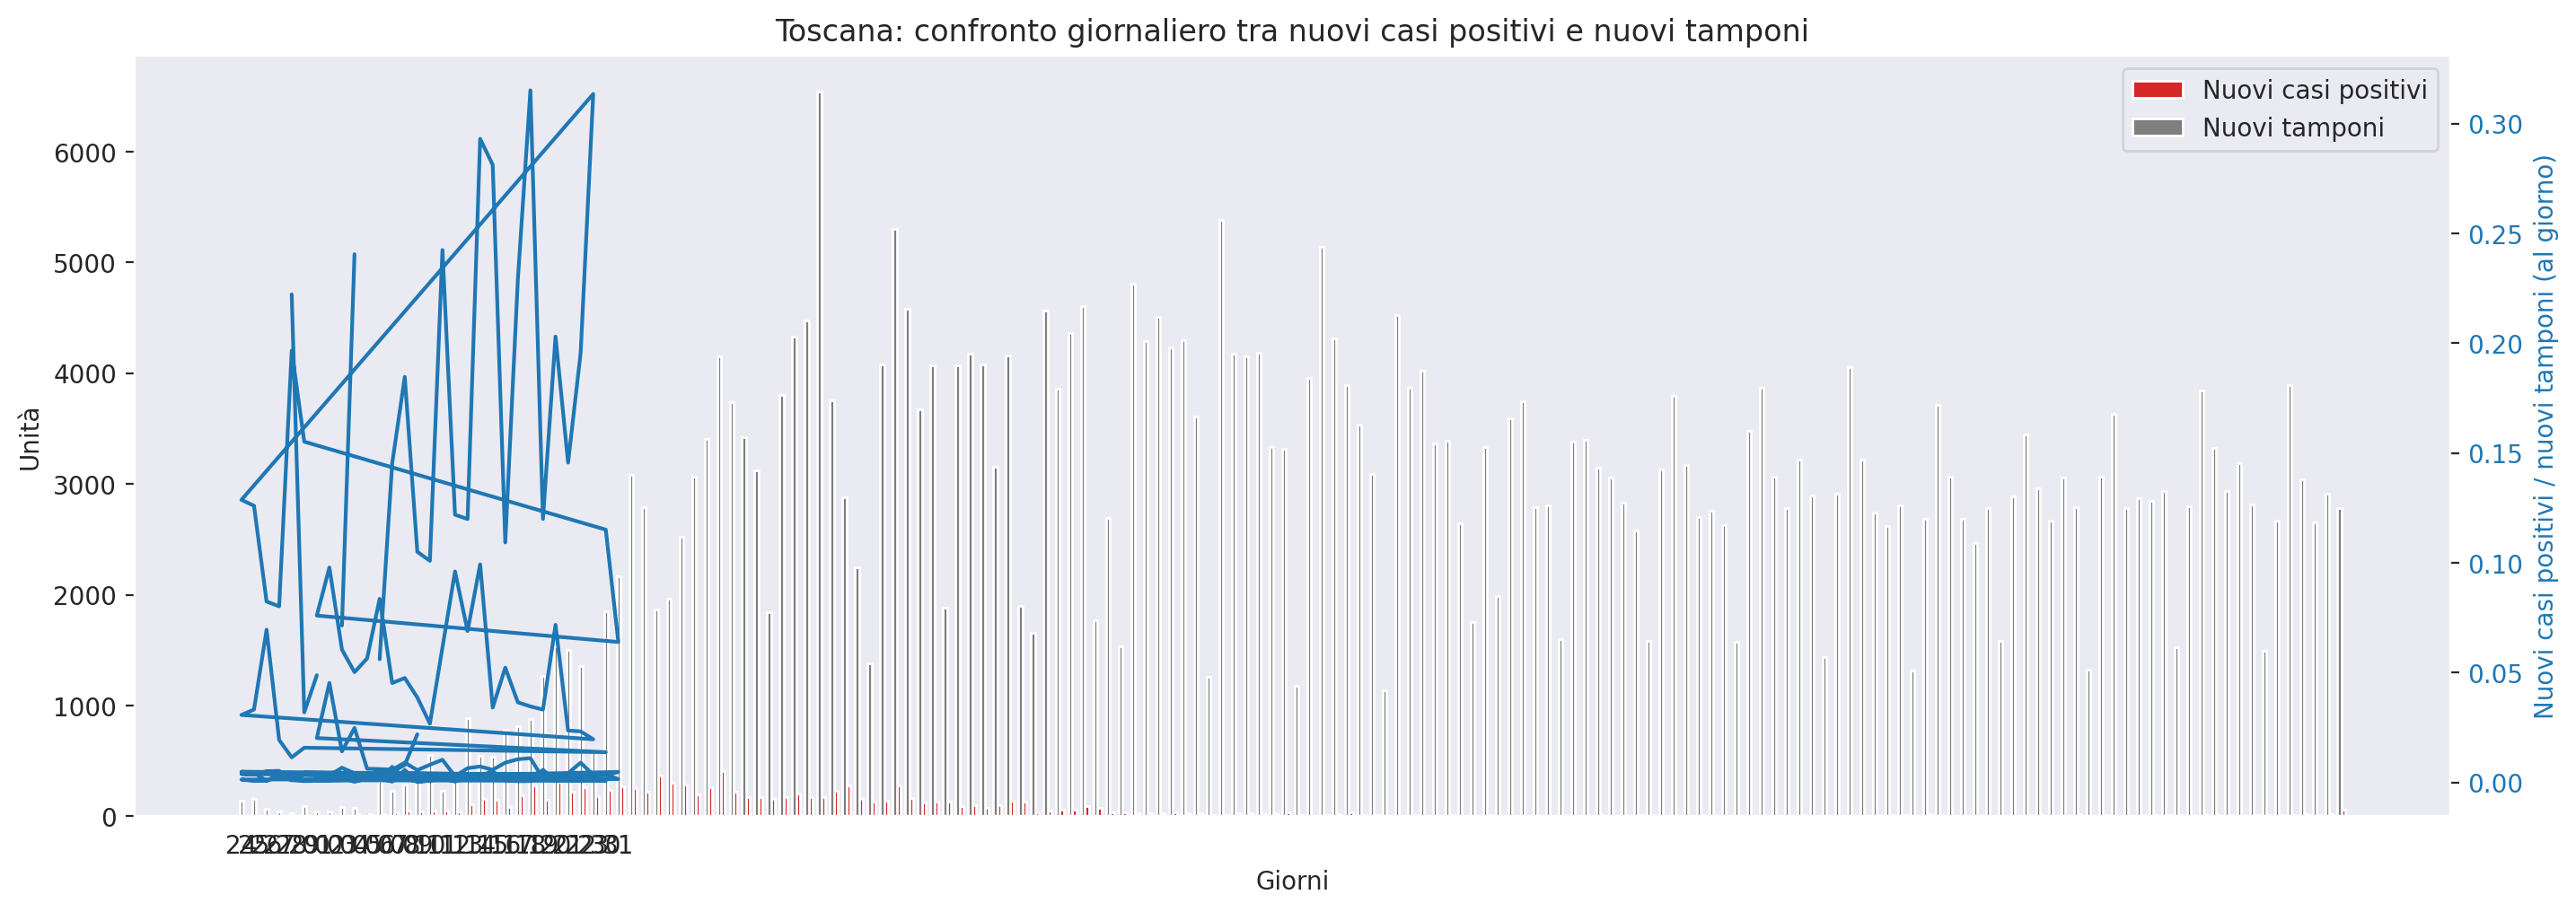 Toscana: confronto giornaliero tra nuovi casi positivi e nuovi tamponi
Nuovi casi positivi
Nuovi tamponi
6000
5000
4000
3000
2000
1000
0
Unità
0.30
0.25
0.20
0.15
0.10
0.05
0.00
Nuovi casi positivi / nuovi tamponi (al giorno)
Giorni